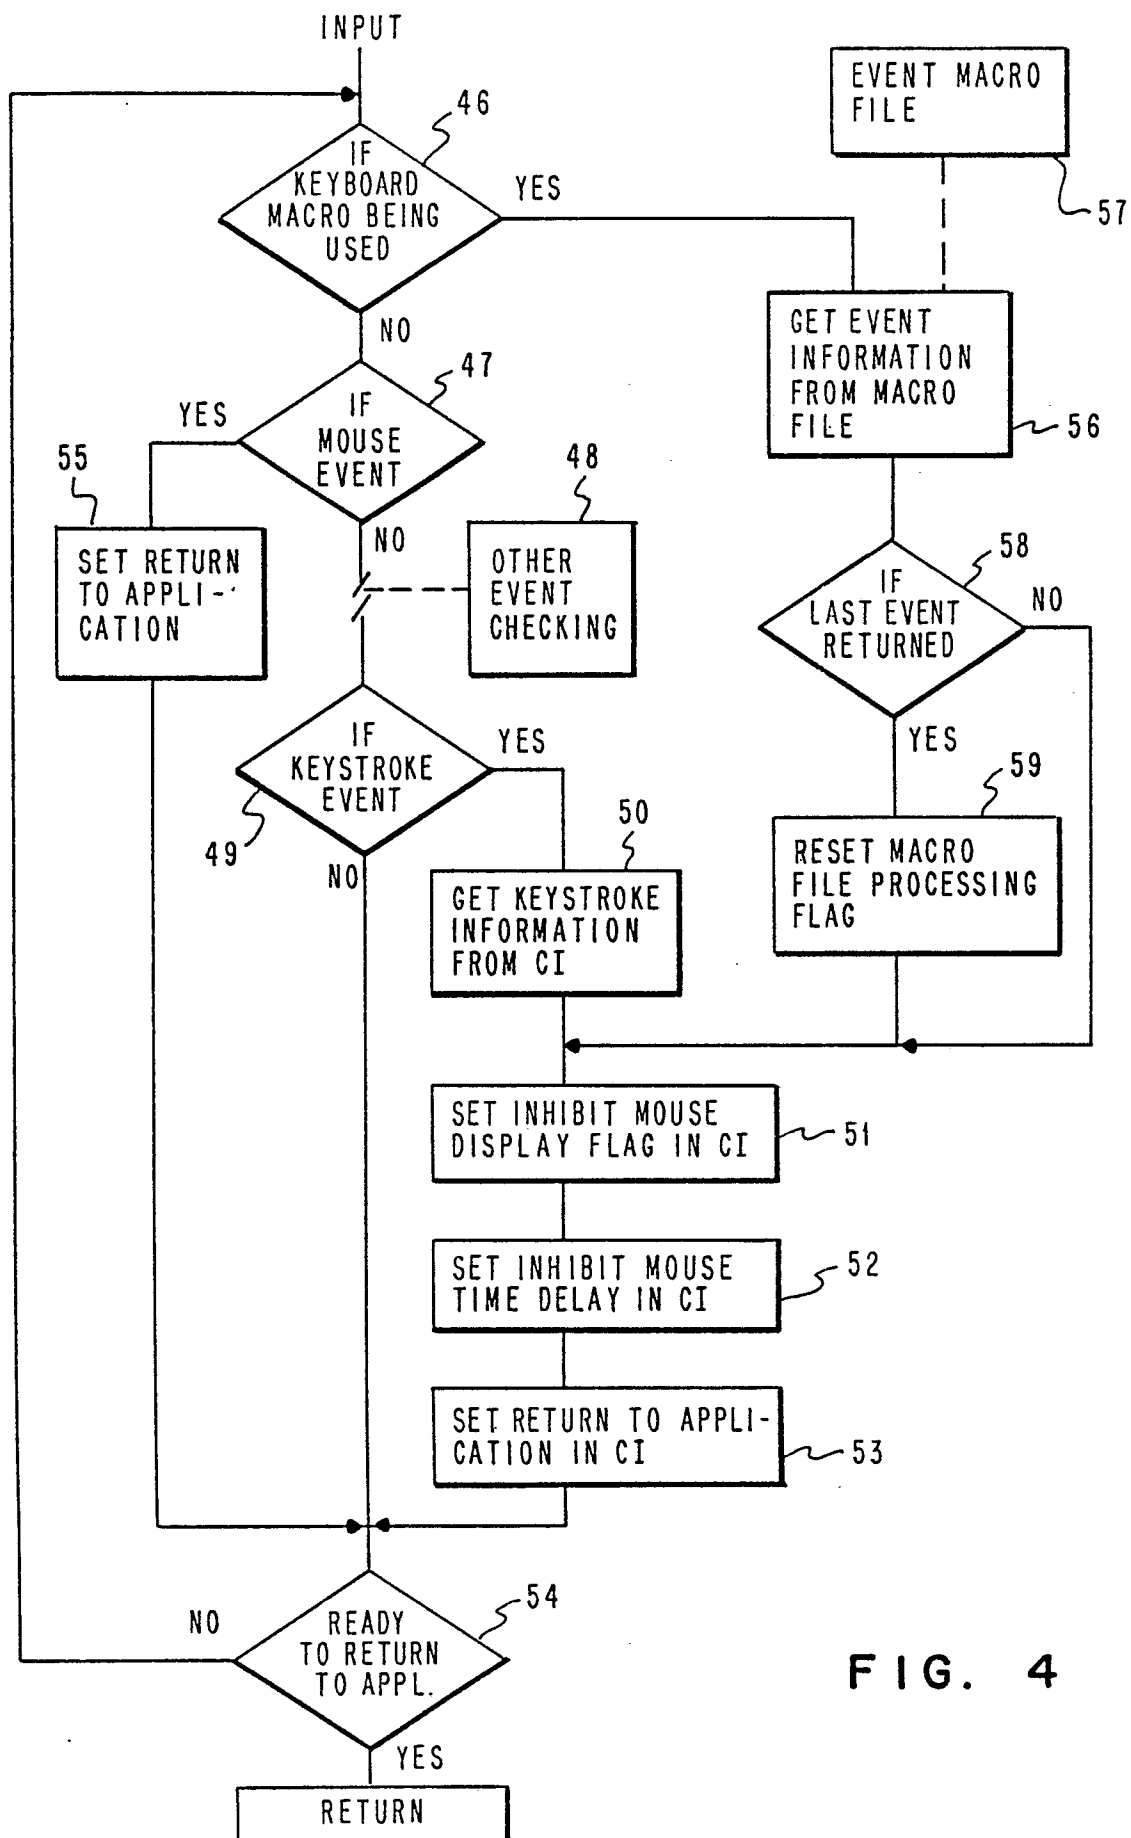 INPUT
EVENT MACRO
FILE
57
46
IF
KEYBOARD
MACRO BEING
USED
YES
NO
GET EVENT
INFORMATION
FROM MACRO
FILE
56
47
IF
MOUSE
EVENT
YES
NO
55
SET RETURN
TO APPLI-
CATION
48
OTHER
EVENT
CHECKING
58
IF
LAST EVENT
RETURNED
NO
YES
IF
KEYSTROKE
EVENT
YES
49
NO
59
RESET MACRO
FILE PROCESSING
FLAG
50
GET KEYSTROKE
INFORMATION
FROM CI
SET INHIBIT MOUSE
DISPLAY FLAG IN CI
51
SET INHIBIT MOUSE
TIME DELAY IN CI
52
SET RETURN TO APPLI-
CATION IN CI
53
54
READY
TO RETURN
TO APPL.
NO
YES
RETURN
FIG. 4